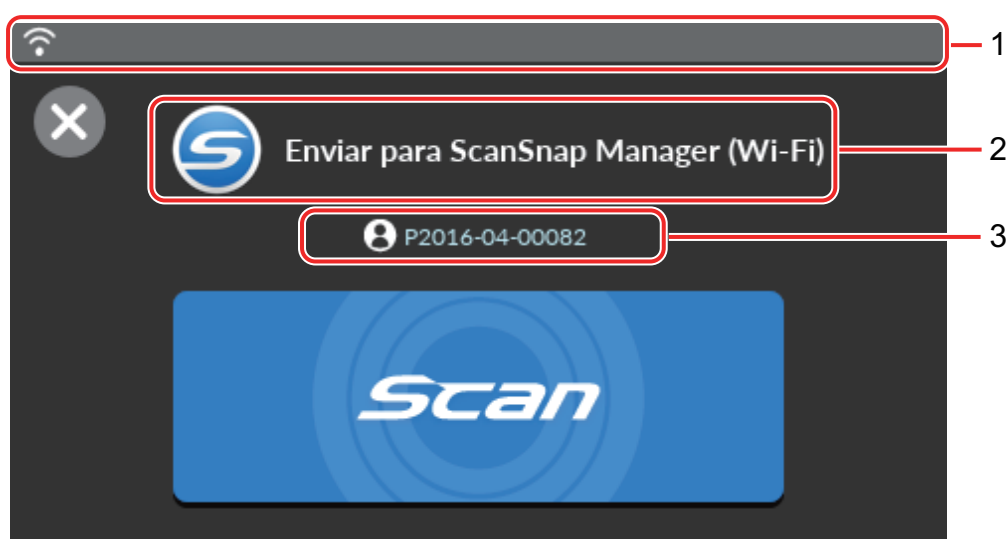 1
Enviar para ScanSnap Manager (Wi-Fi)
2
P2016-04-00082
3
Scan